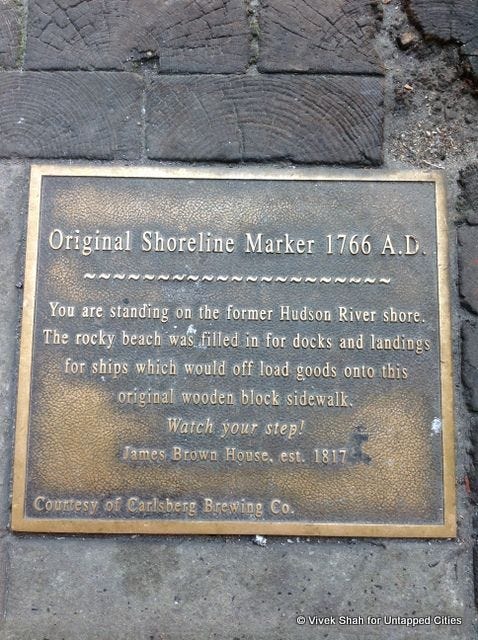 Original Shoreline Marker 1766 A.D.
~~~~~~~~~~~~~~~~~~~~~~
You are standing on the former Hudson River shore.
The rocky beach was filled in for docks and landings
for ships which would off load goods onto this
original wooden block sidewalk.
Watch your step!
James Brown House, est. 1817
Courtesy of Carlsberg Brewing Co.
© Vivek Shah for Untapped Cities